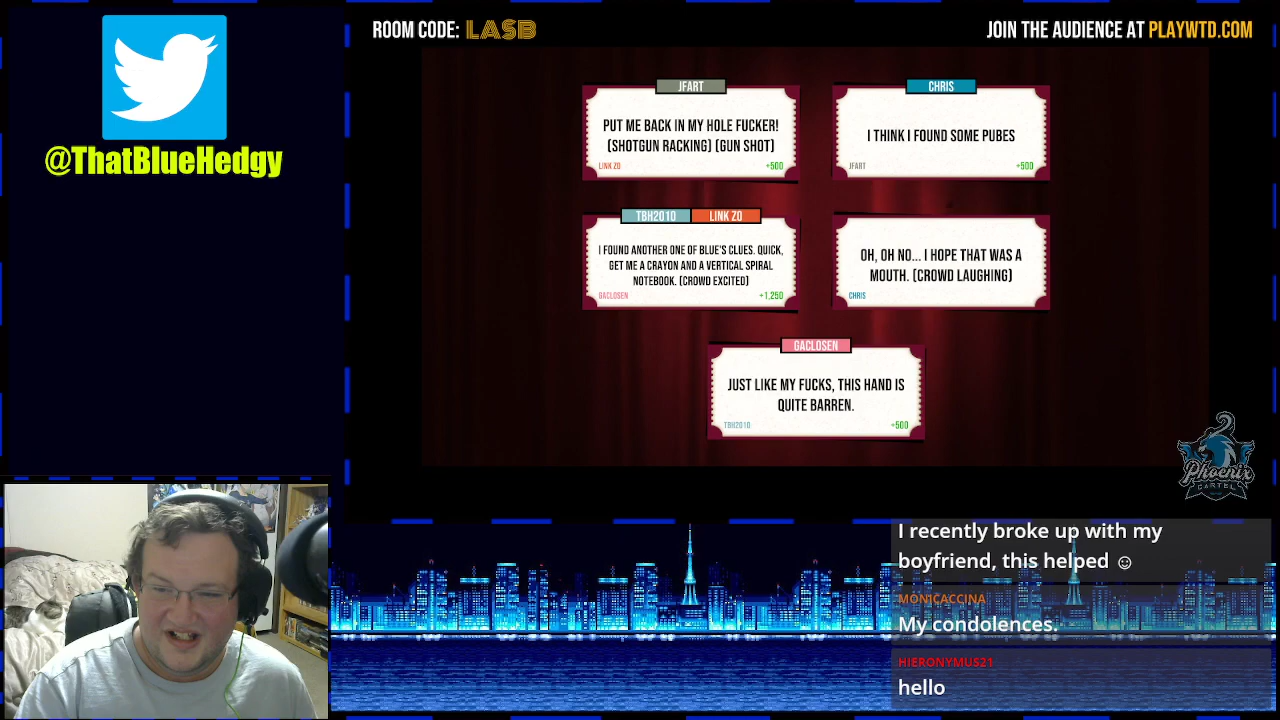 ROOM CODE: LASB
JOIN THE AUDIENCE AT PLAYWTD.COM
@ThatBlueHedgy
JFART
PUT ME BACK IN MY HOLE FUCKER!
(SHOTGUN RACKING) (GUN SHOT)
LINK ZO
+500
CHRIS
I THINK I FOUND SOME PUBES
JFART
+500
TBH2010
LINK ZO
I FOUND ANOTHER ONE OF BLUE'S CLUES. QUICK,
GET ME A CRAYON AND A VERTICAL SPIRAL
NOTEBOOK. (CROWD EXCITED)
GACLOSEN
+1,250
OH, OH NO... I HOPE THAT WAS A
MOUTH. (CROWD LAUGHING)
CHRIS
GACLOSEN
JUST LIKE MY FUCKS, THIS HAND IS
QUITE BARREN.
TBH2010
+500
Phoenix
CARTEL
I recently broke up with my
boyfriend, this helped ☺
MONICACCINA
My condolences.
HIERONYMUS21
hello